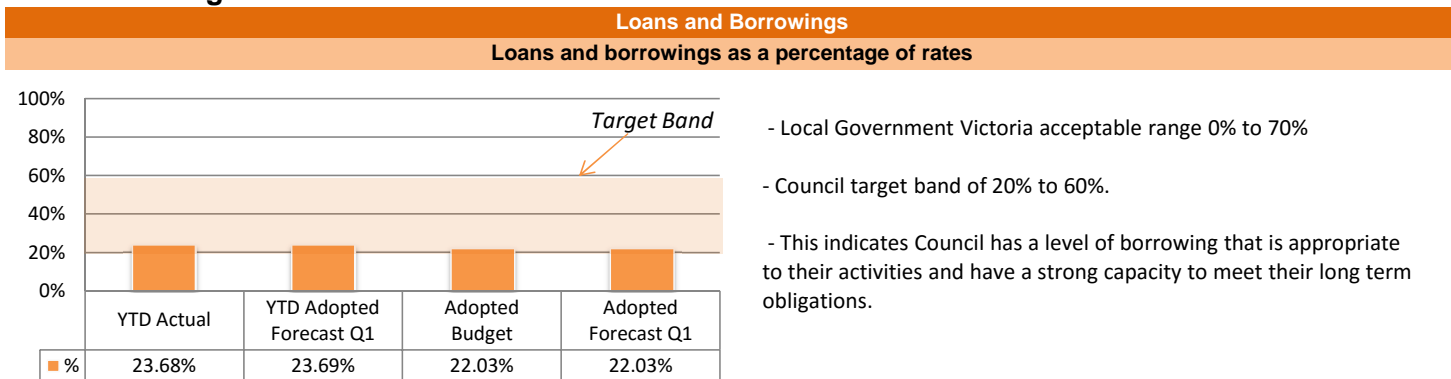 Loans and Borrowings
Loans and borrowings as a percentage of rates
100%
80%
60%
40%
20%
0%
Target Band
YTD Actual
YTD Adopted
Forecast Q1
Adopted
Budget
Adopted
Forecast Q1
% 23.68% 23.69% 22.03% 22.03%
- Local Government Victoria acceptable range 0% to 70%
- Council target band of 20% to 60%.
- This indicates Council has a level of borrowing that is appropriate
to their activities and have a strong capacity to meet their long term
obligations.